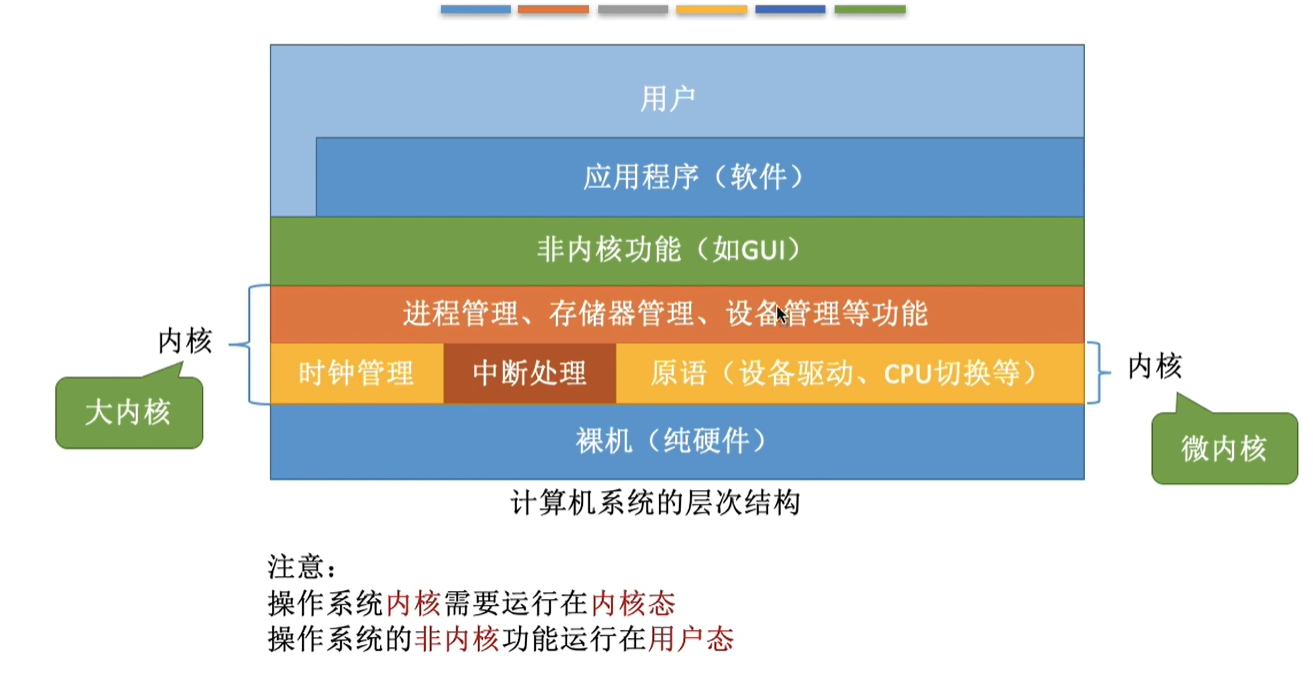 用户
应用程序（软件）
非内核功能（如GUI）
进程管理、存储器管理、设备管理等功能
内核
时钟管理
中断处理
原语（设备驱动、CPU切换等）
内核
大内核
裸机（纯硬件）
微内核
计算机系统的层次结构
注意：
操作系统内核需要运行在内核态
操作系统的非内核功能运行在用户态